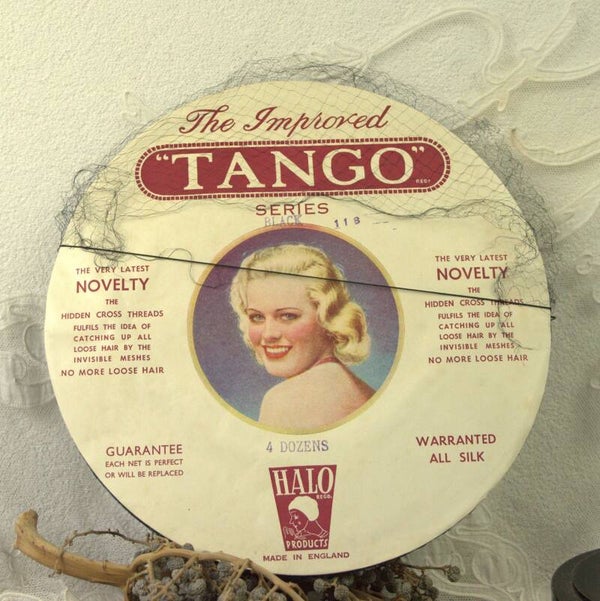 The Improved
"TANGO"
REGD
SERIES
BLACK 118
THE VERY LATEST
NOVELTY
THE
HIDDEN CROSS THREADS
FULFILS THE IDEA OF
CATCHING UP ALL
LOOSE HAIR BY THE
INVISIBLE MESHES
NO MORE LOOSE HAIR
THE VERY LATEST
NOVELTY
THE
HIDDEN CROSS THREADS
FULFILS THE IDEA OF
CATCHING UP ALL
LOOSE HAIR BY THE
INVISIBLE MESHES
NO MORE LOOSE HAIR
GUARANTEE
EACH NET IS PERFECT
OR WILL BE REPLACED
4 DOZENS
WARRANTED
ALL SILK
HALO
REGD.
PRODUCTS
MADE IN ENGLAND